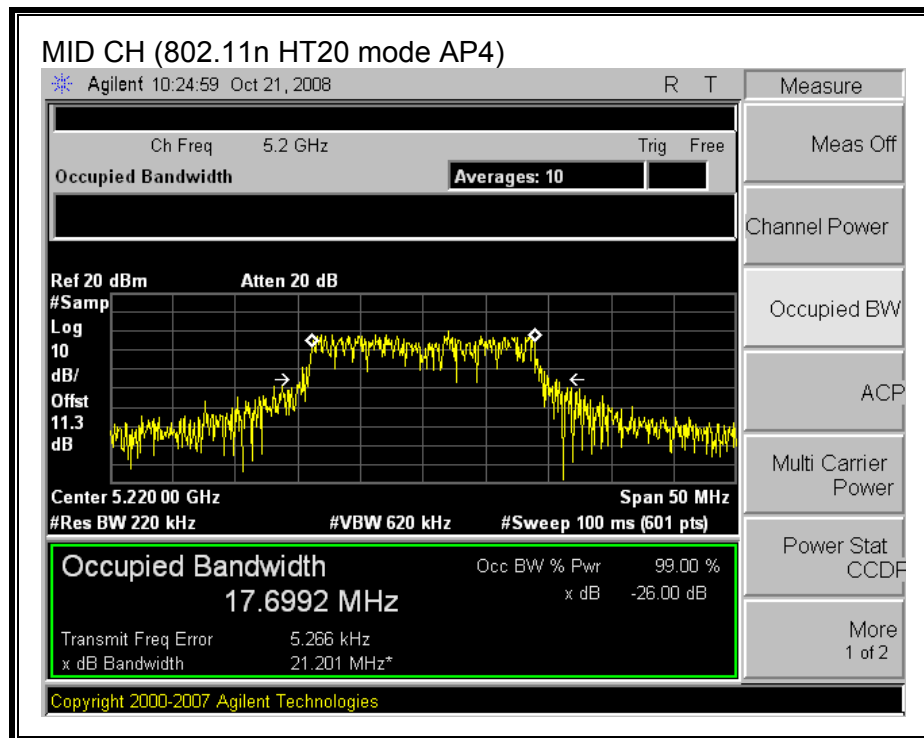 MID CH (802.11n HT20 mode AP4)
Agilent 10:24:59 Oct 21, 2008 R T
Measure
Ch Freq 5.2 GHz Trig Free
Occupied Bandwidth Averages: 10
Meas Off
Channel Power
Occupied BW
ACP
Multi Carrier
Power
Power Stat
CCDF
More
1 of 2
Ref 20 dBm Atten 20 dB
#Samp
Log
10
dB/
Offst
11.3
dB
Center 5.220 00 GHz Span 50 MHz
#Res BW 220 kHz #VBW 620 kHz #Sweep 100 ms (601 pts)
Occupied Bandwidth Occ BW % Pwr 99.00 %
17.6992 MHz x dB -26.00 dB
Transmit Freq Error 5.266 kHz
x dB Bandwidth 21.201 MHz*
Copyright 2000-2007 Agilent Technologies